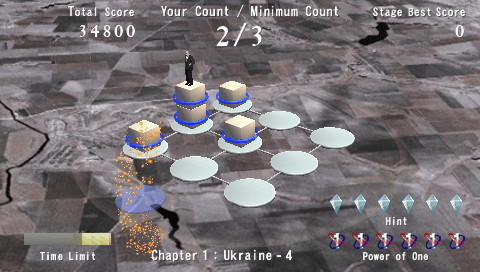 Total Score
34800
Your Count / Minimum Count
2/3
Stage Best Score
0
Hint
Time Limit
Chapter 1 : Ukraine - 4
Power of One